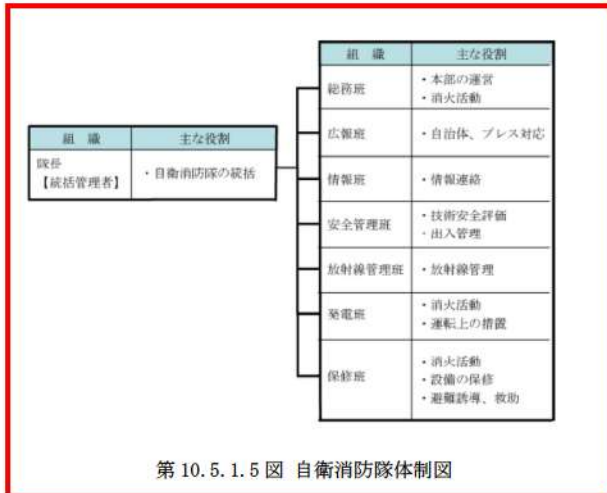 組　織　主な役割
隊長　・自衛消防隊の統括
【統括管理者】
組　織　主な役割
総務班　・本部の運営
・消火活動
広報班　・自治体、プレス対応
情報班　・情報連絡
安全管理班　・技術安全評価
・出入管理
放射線管理班　・放射線管理
発電班　・消火活動
・運転上の措置
保修班　・消火活動
・設備の保修
・避難誘導、救助
第 10.5.1.5 図 自衛消防隊体制図